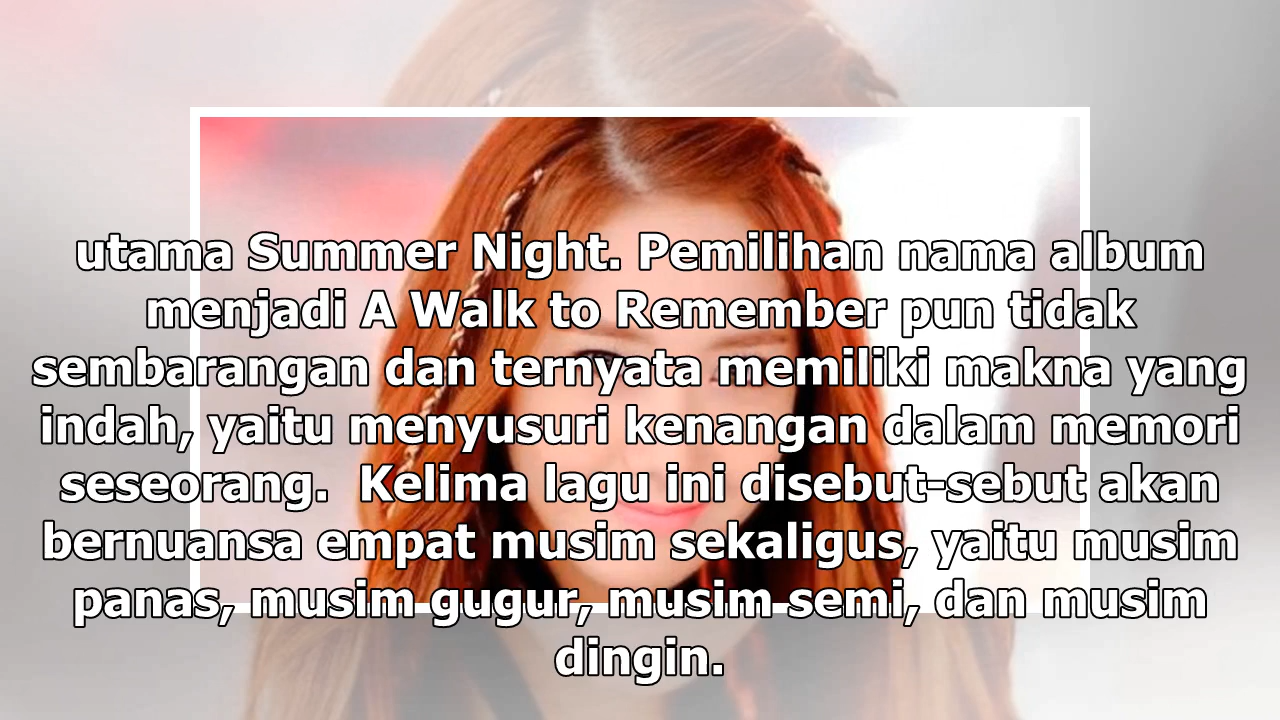 utama Summer Night. Pemilihan nama album
menjadi A Walk to Remember pun tidak
sembarangan dan ternyata memiliki makna yang
indah, yaitu menyusuri kenangan dalam memori
seseorang.  Kelima lagu ini disebut-sebut akan
bernuansa empat musim sekaligus, yaitu musim
panas, musim gugur, musim semi, dan musim
dingin.